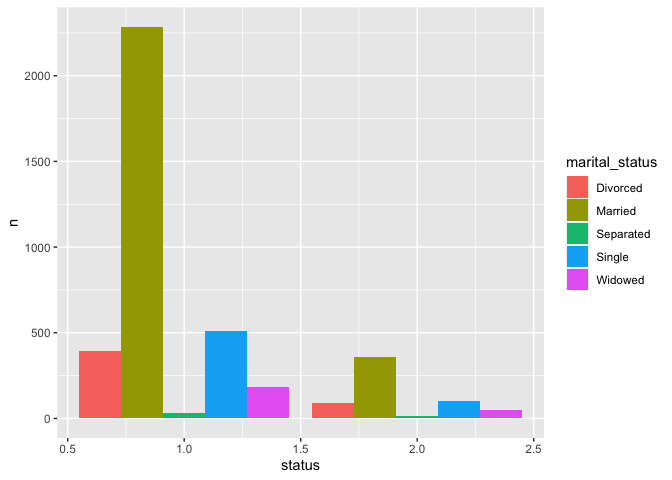 2000
1500
1000
500
0
n
0.5 1.0 1.5 2.0 2.5
status
marital_status
Divorced
Married
Separated
Single
Widowed